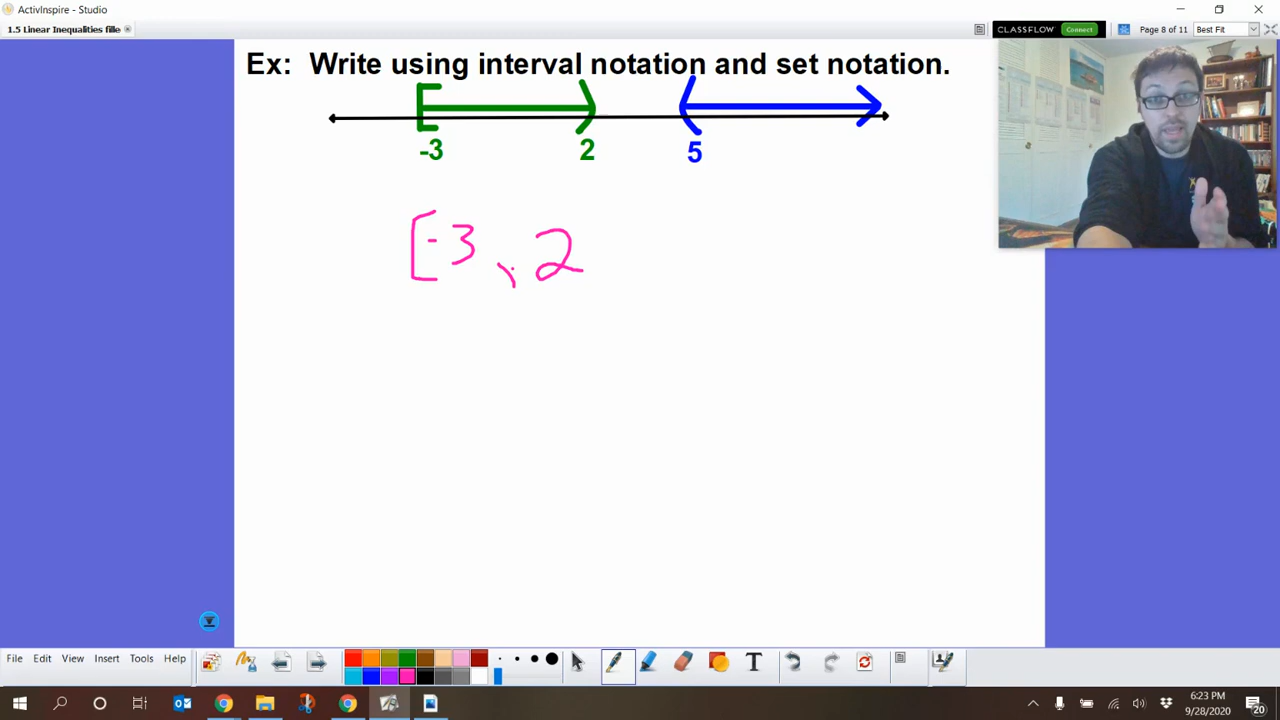 ActivInspire - Studio
1.5 Linear Inequalities fille
CLASSFLOW Connect Page 8 of 11 Best Fit
Ex: Write using interval notation and set notation.
-3 2 5
[-3, 2
File Edit View Insert Tools Help
T
6:23 PM
9/28/2020
20